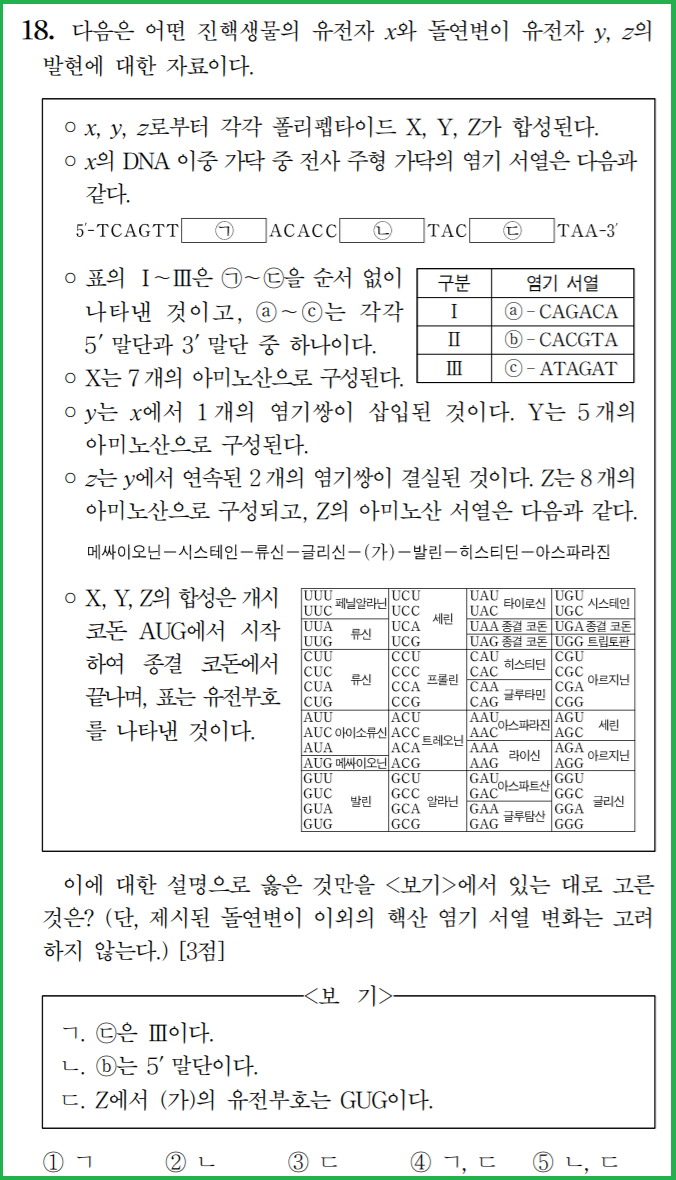 18. 다음은 어떤 진핵생물의 유전자 x와 돌연변이 유전자 y, z의
발현에 대한 자료이다.
○ x, y, z로부터 각각 폴리펩타이드 X, Y, Z가 합성된다.
○ x의 DNA 이중 가닥 중 전사 주형 가닥의 염기 서열은 다음과
같다.
5′-TCAGTT ㉠ ACACC ㉡ TAC ㉢ TAA-3′
○ 표의 Ⅰ~Ⅲ은 ㉠~㉢을 순서 없이
나타낸 것이고, ⓐ~ⓒ는 각각
5′ 말단과 3′ 말단 중 하나이다.
구분 염기 서열
Ⅰ ⓐ-CAGACA
Ⅱ ⓑ-CACGTA
Ⅲ ⓒ-ATAGAT
○ X는 7개의 아미노산으로 구성된다.
○ y는 x에서 1개의 염기쌍이 삽입된 것이다. Y는 5개의
아미노산으로 구성된다.
○ z는 y에서 연속된 2개의 염기쌍이 결실된 것이다. Z는 8개의
아미노산으로 구성되고, Z의 아미노산 서열은 다음과 같다.
메싸이오닌-시스테인-류신-글리신-(가)-발린-히스티딘-아스파라진
○ X, Y, Z의 합성은 개시
코돈 AUG에서 시작
하여 종결 코돈에서
끝나며, 표는 유전부호
를 나타낸 것이다.
UUU UUC 페닐알라닌 UCU UCC UCA UCG 세린 UAU UAC 타이로신 UGU UGC 시스테인
UUA UUG 류신 UAA 종결 코돈 UGA 종결 코돈
UAG 종결 코돈 UGG 트립토판
CUU CUC CUA CUG 류신 CCU CCC CCA CCG 프롤린 CAU CAC 히스티딘 CGU CGC CGA CGG 아르지닌
CAA CAG 글루타민
AUU AUC AUA 아이소류신 ACU ACC ACA ACG 트레오닌 AAU AAC 아스파라진 AGU AGC 세린
AUG 메싸이오닌 AAA AAG 라이신 AGA AGG 아르지닌
GUU GUC GUA GUG 발린 GCU GCC GCA GCG 알라닌 GAU GAC 아스파트산 GGU GGC GGA GGG 글리신
GAA GAG 글루탐산
이에 대한 설명으로 옳은 것만을 <보기>에서 있는 대로 고른
것은? (단, 제시된 돌연변이 이외의 핵산 염기 서열 변화는 고려
하지 않는다.) [3점]
<보 기>
ㄱ. ㉢은 Ⅲ이다.
ㄴ. ⓑ는 5′ 말단이다.
ㄷ. Z에서 (가)의 유전부호는 GUG이다.
① ㄱ ② ㄴ ③ ㄷ ④ ㄱ, ㄷ ⑤ ㄴ, ㄷ